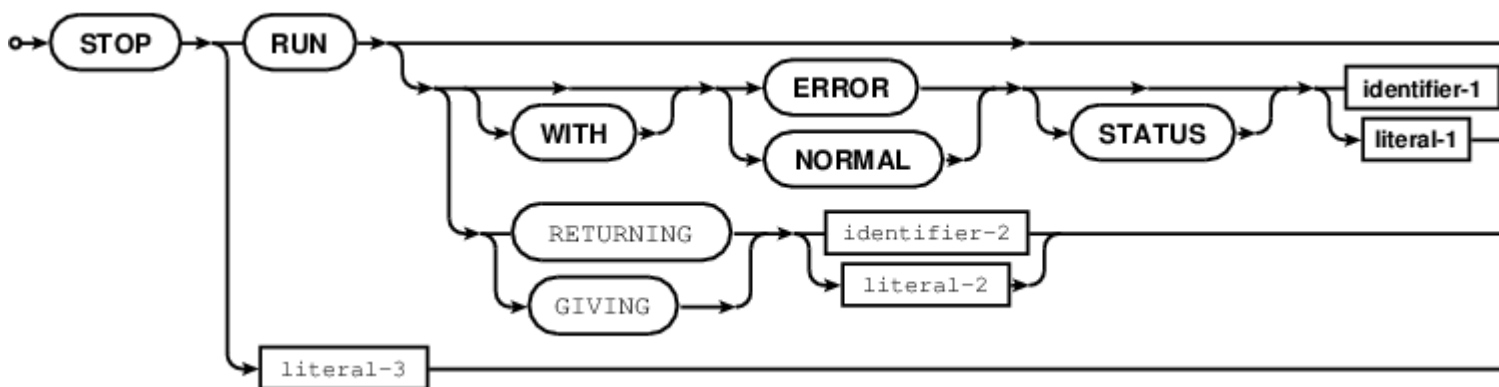 STOP RUN
ERROR identifier-1
WITH STATUS literal-1
NORMAL
RETURNING identifier-2
GIVING literal-2
literal-3